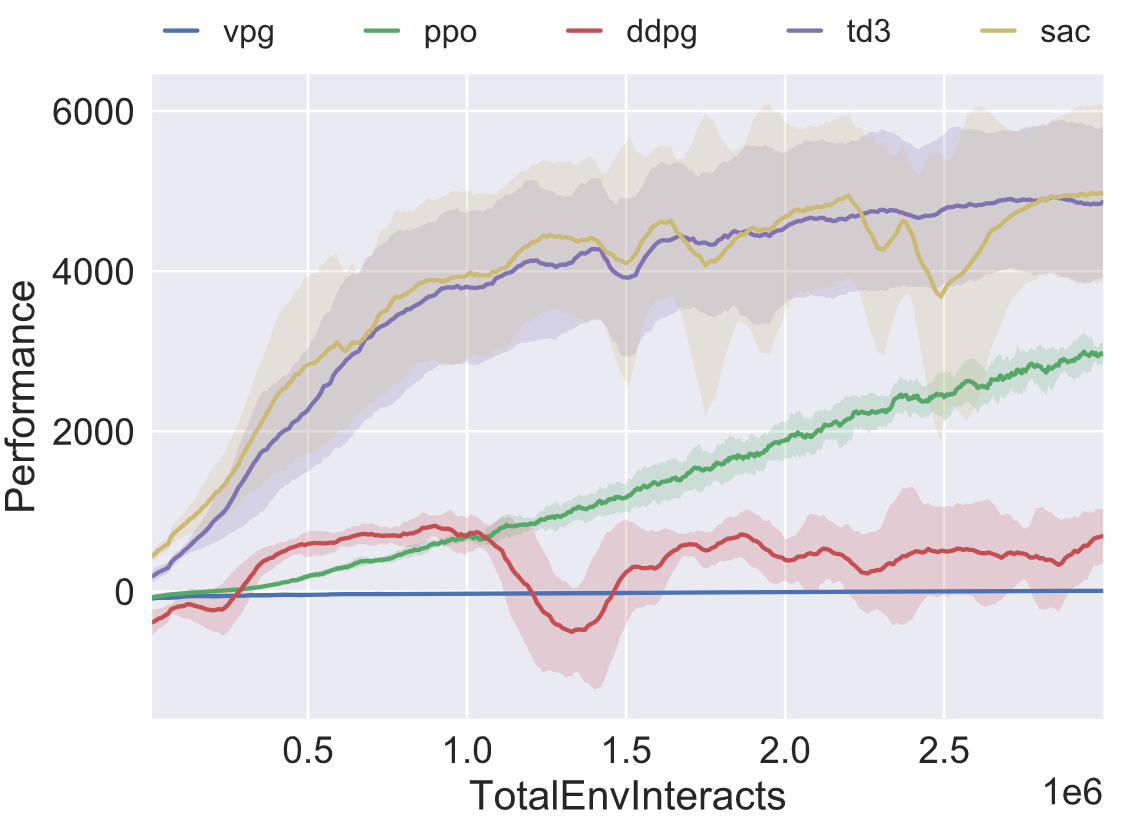 vpg ppo ddpg td3 sac
6000
4000
2000
0
Performance
0.5 1.0 1.5 2.0 2.5
TotalEnvInteracts
1e6